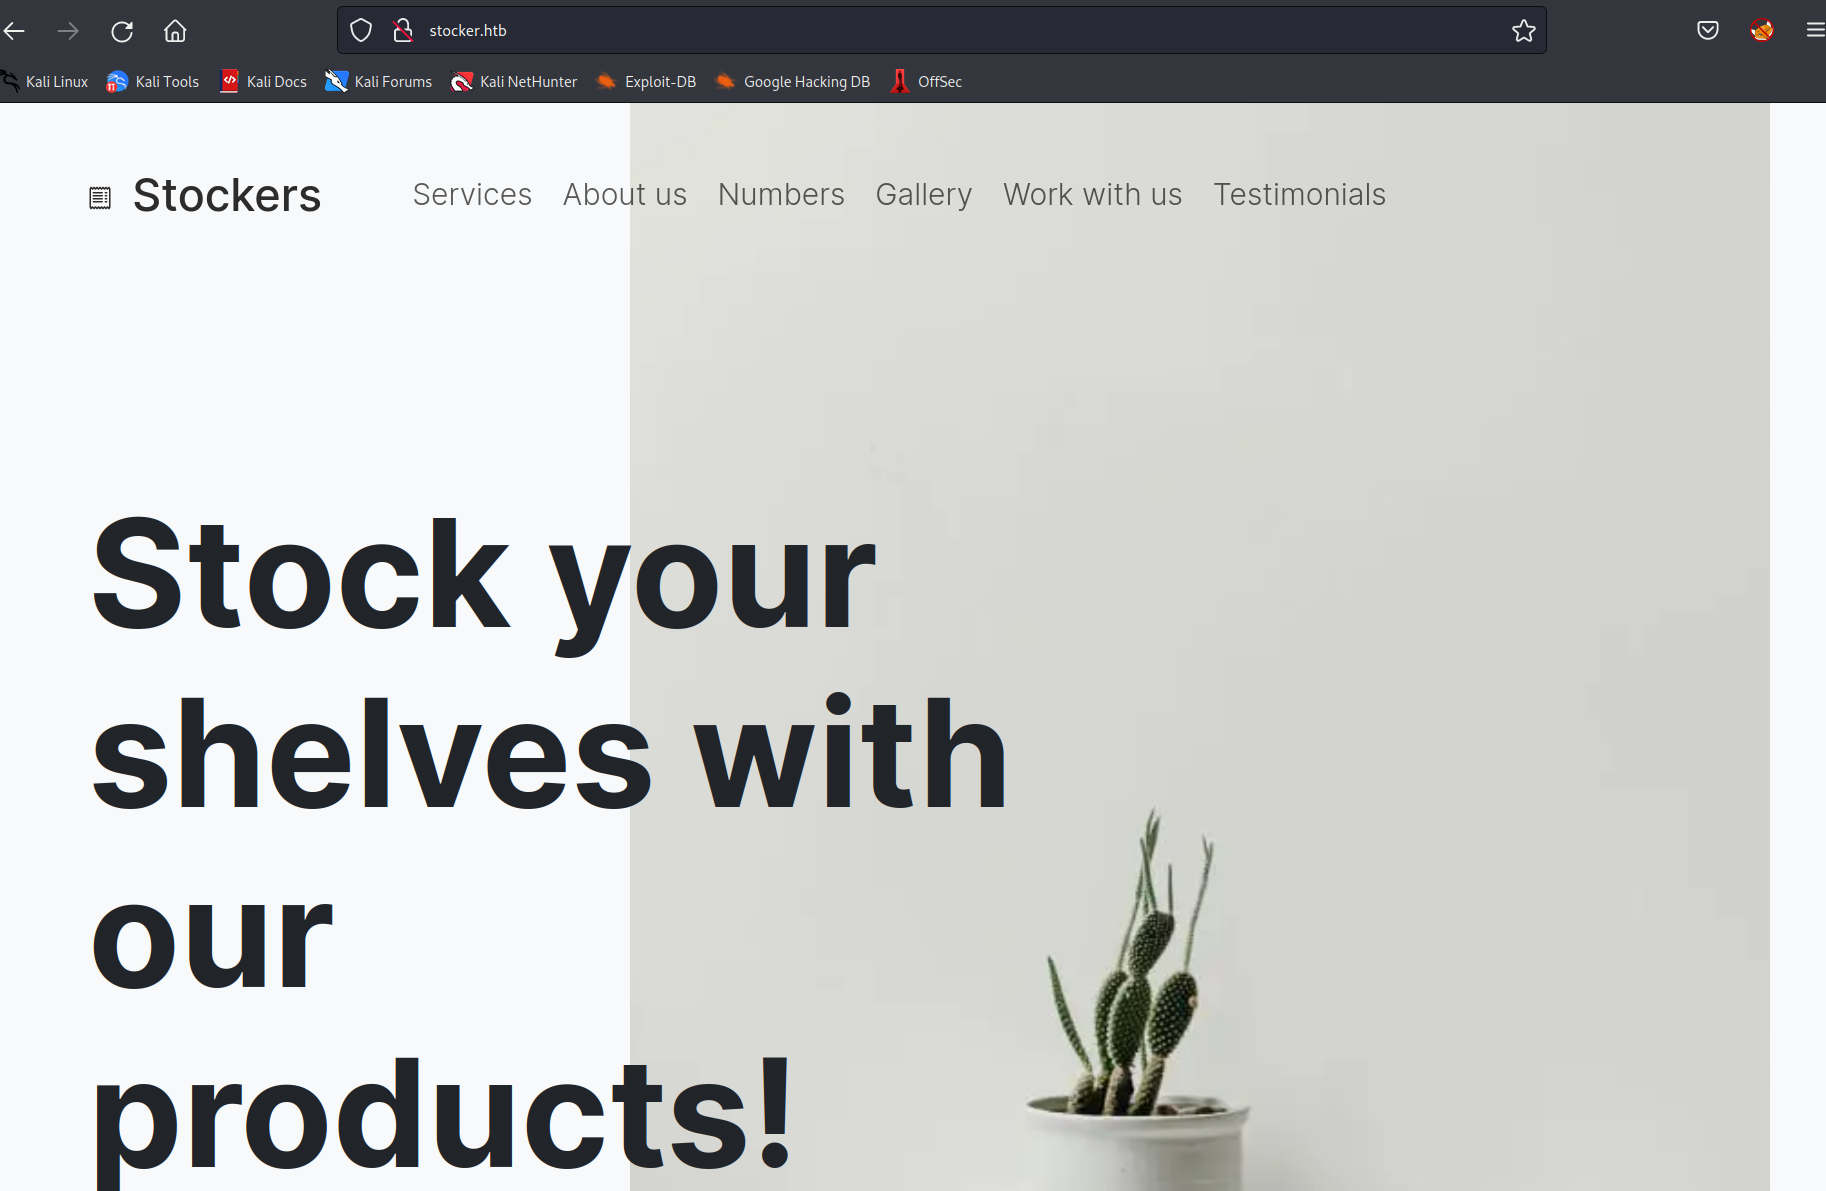 stocker.htb
Kali Linux Kali Tools Kali Docs Kali Forums Kali NetHunter Exploit-DB Google Hacking DB OffSec
Stockers Services About us Numbers Gallery Work with us Testimonials
Stock your
shelves with
our
products!